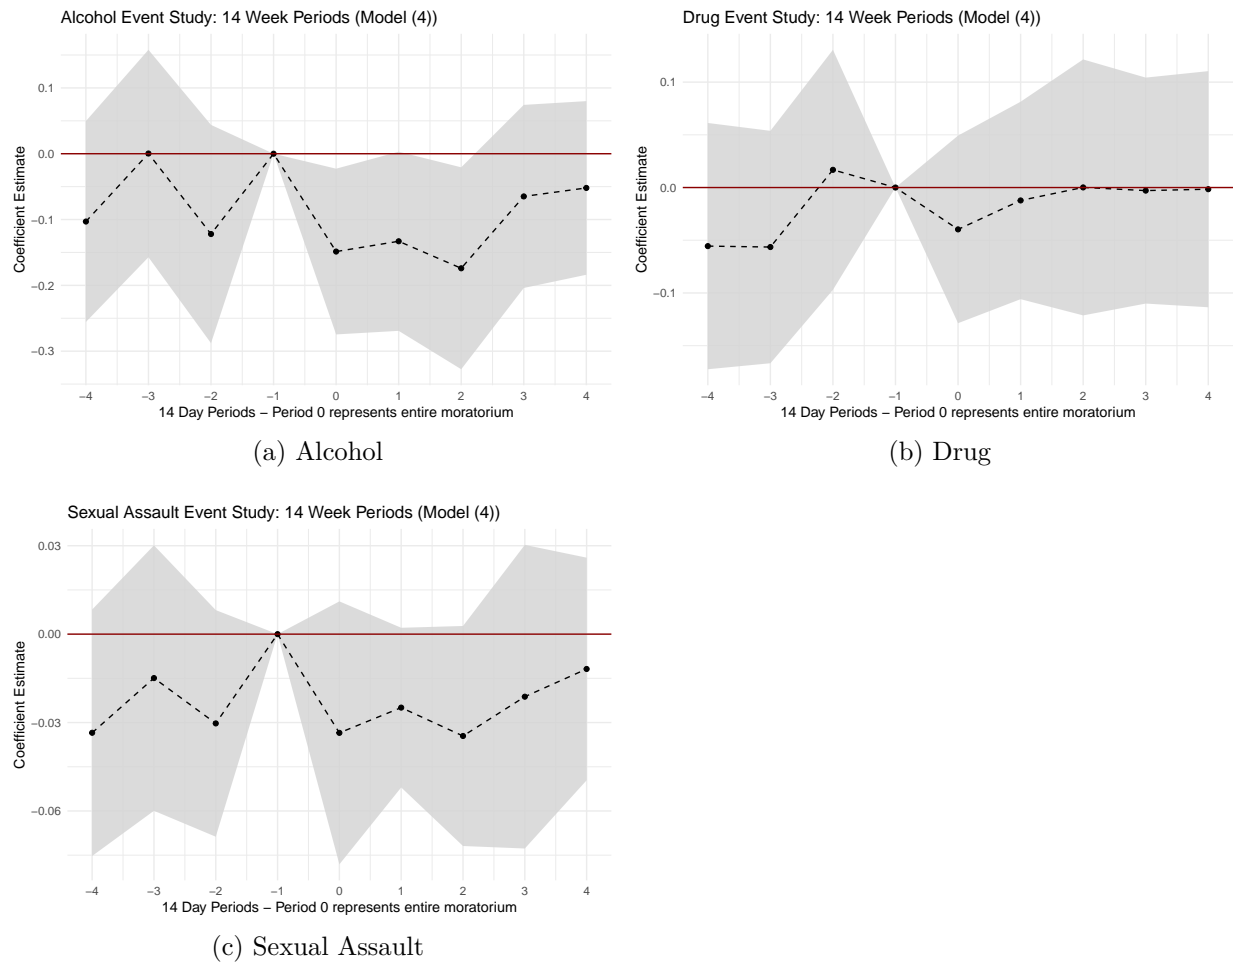 Alcohol Event Study: 14 Week Periods (Model (4))
Coefficient Estimate
0.1
0.0
−0.1
−0.2
−0.3
−4 −3 −2 −1 0 1 2 3 4
14 Day Periods − Period 0 represents entire moratorium
(a) Alcohol
Drug Event Study: 14 Week Periods (Model (4))
Coefficient Estimate
0.1
0.0
−0.1
−4 −3 −2 −1 0 1 2 3 4
14 Day Periods − Period 0 represents entire moratorium
(b) Drug
Sexual Assault Event Study: 14 Week Periods (Model (4))
Coefficient Estimate
0.03
0.00
−0.03
−0.06
−4 −3 −2 −1 0 1 2 3 4
14 Day Periods − Period 0 represents entire moratorium
(c) Sexual Assault